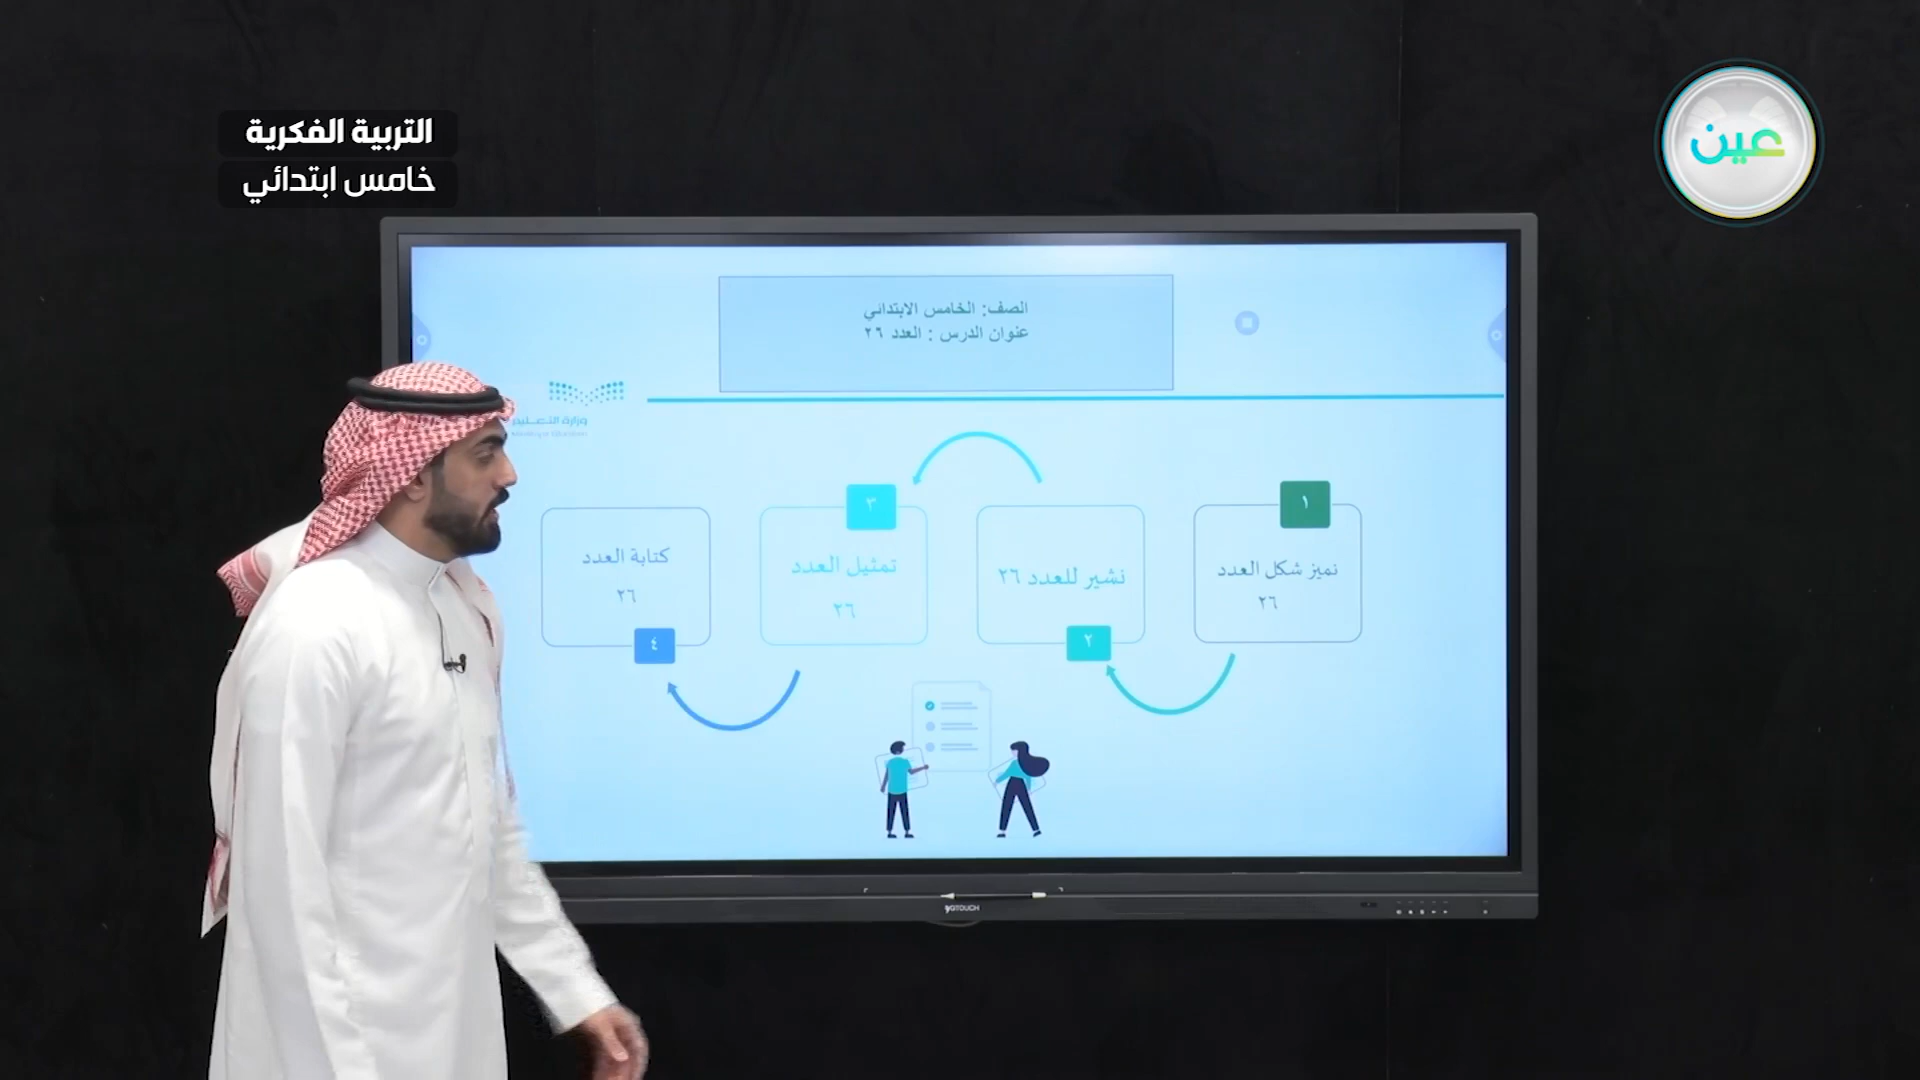 التربية الفكرية
خامس ابتدائي
عين
الصف: الخامس الابتدائي
عنوان الدرس : العدد ٢٦
وزارة التعليم
١
نميز شكل العدد
٢٦
نشير للعدد ٢٦
٢
٣
تمثيل العدد
٢٦
كتابة العدد
٢٦
٤